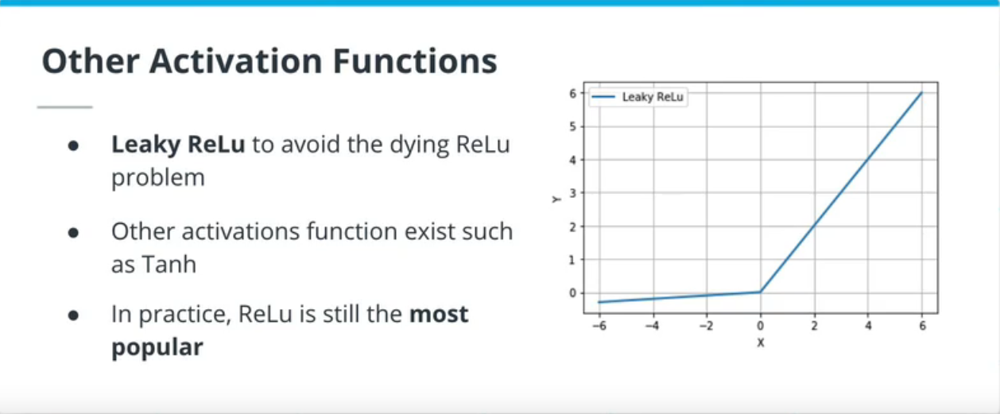 Other Activation Functions
● Leaky ReLu to avoid the dying ReLu
problem
● Other activations function exist such
as Tanh
● In practice, ReLu is still the most
popular
Leaky ReLu
6
5
4
3
2
1
0
Y
−6 −4 −2 0 2 4 6
X